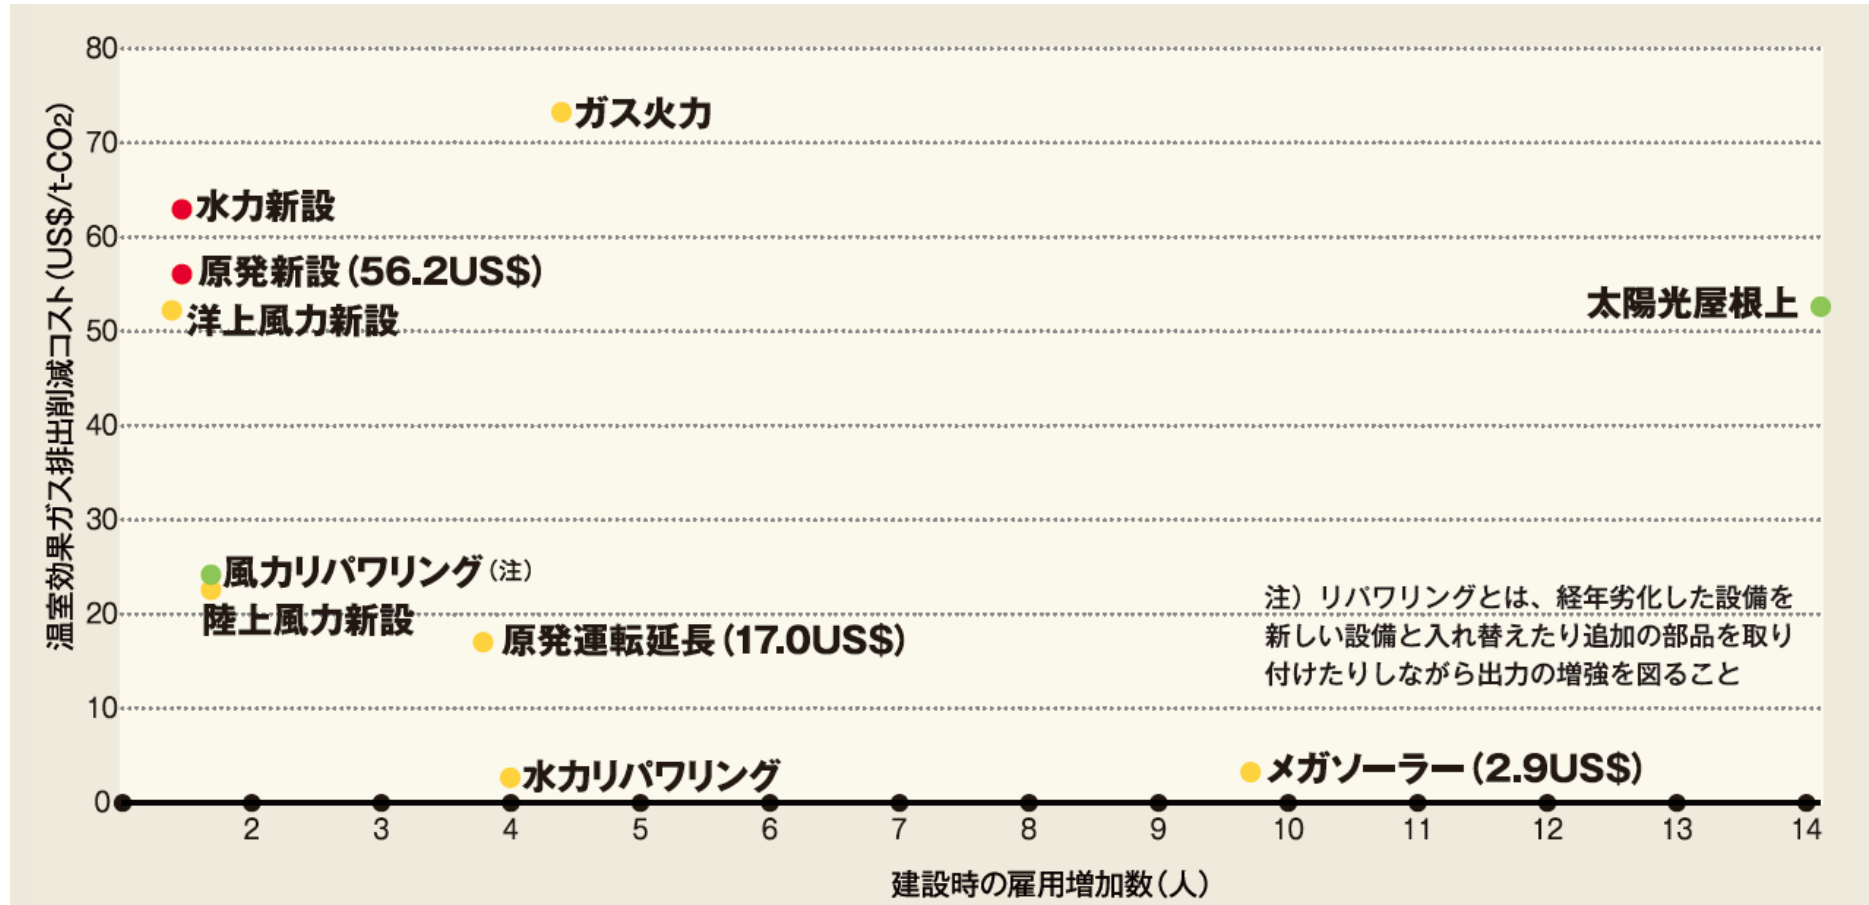 80
70
60
50
40
30
20
10
0
温室効果ガス排出削減コスト(US$/t-CO2)
ガス火力
水力新設
原発新設(56.2US$)
洋上風力新設
太陽光屋根上
風力リパワリング(注)
陸上風力新設
原発運転延長(17.0US$)
注)リパワリングとは、経年劣化した設備を
新しい設備と入れ替えたり追加の部品を取り
付けたりしながら出力の増強を図ること
水力リパワリング
メガソーラー(2.9US$)
2 3 4 5 6 7 8 9 10 11 12 13 14
建設時の雇用増加数(人)